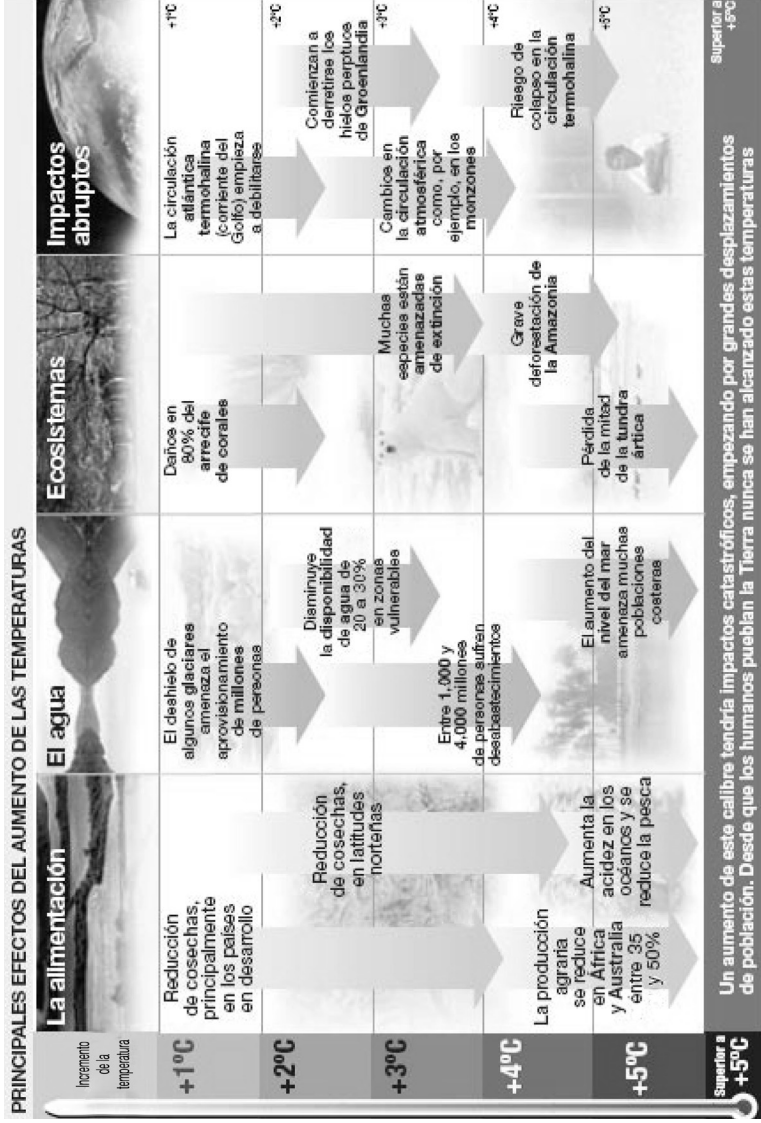 PRINCIPALES EFECTOS DEL AUMENTO DE LAS TEMPERATURAS
Incremento
de la
temperatura
La alimentación
El agua
Ecosistemas
Impactos
abruptos
+1ºC
Reducción
de cosechas,
principalmente
en los países
en desarrollo
El deshielo de
algunos glaciares
amenaza el
aprovisionamiento
de millones
de personas
Daños en
80% del
arrecife
de corales
La circulación
atlántica
termohalina
(corriente del
Golfo) empieza
a debilitarse
+1ºC
+2ºC
Reducción
de cosechas,
en latitudes
norteñas
Disminuye
la disponibilidad
de agua de
20 a 30%
en zonas
vulnerables
Comienzan a
derretirse los
hielos perptuos
de Groenlandia
+2ºC
+3ºC
Entre 1.000 y
4.000 millones
de personas sufren
desabastecimientos
Muchas
especies están
amenazadas
de extinción
Cambios en
la circulación
atmosférica
como, por
ejemplo, en los
monzones
+3ºC
+4ºC
La producción
agraria
se reduce
en África
y Australia
entre 35
y 50%
Aumenta la
acidez en los
océanos y se
reduce la pesca
El aumento del
nivel del mar
amenaza muchas
poblaciones
costeras
Grave
deforestación de
la Amazonia
Riesgo de
colapso en la
circulación
termohalina
+4ºC
+5ºC
Pérdida
de la mitad
de la tundra
ártica
+5ºC
Superior a
+5ºC
Un aumento de este calibre tendría impactos catastróficos, empezando por grandes desplazamientos
de población. Desde que los humanos pueblan la Tierra nunca se han alcanzado estas temperaturas
Superior a
+5ºC